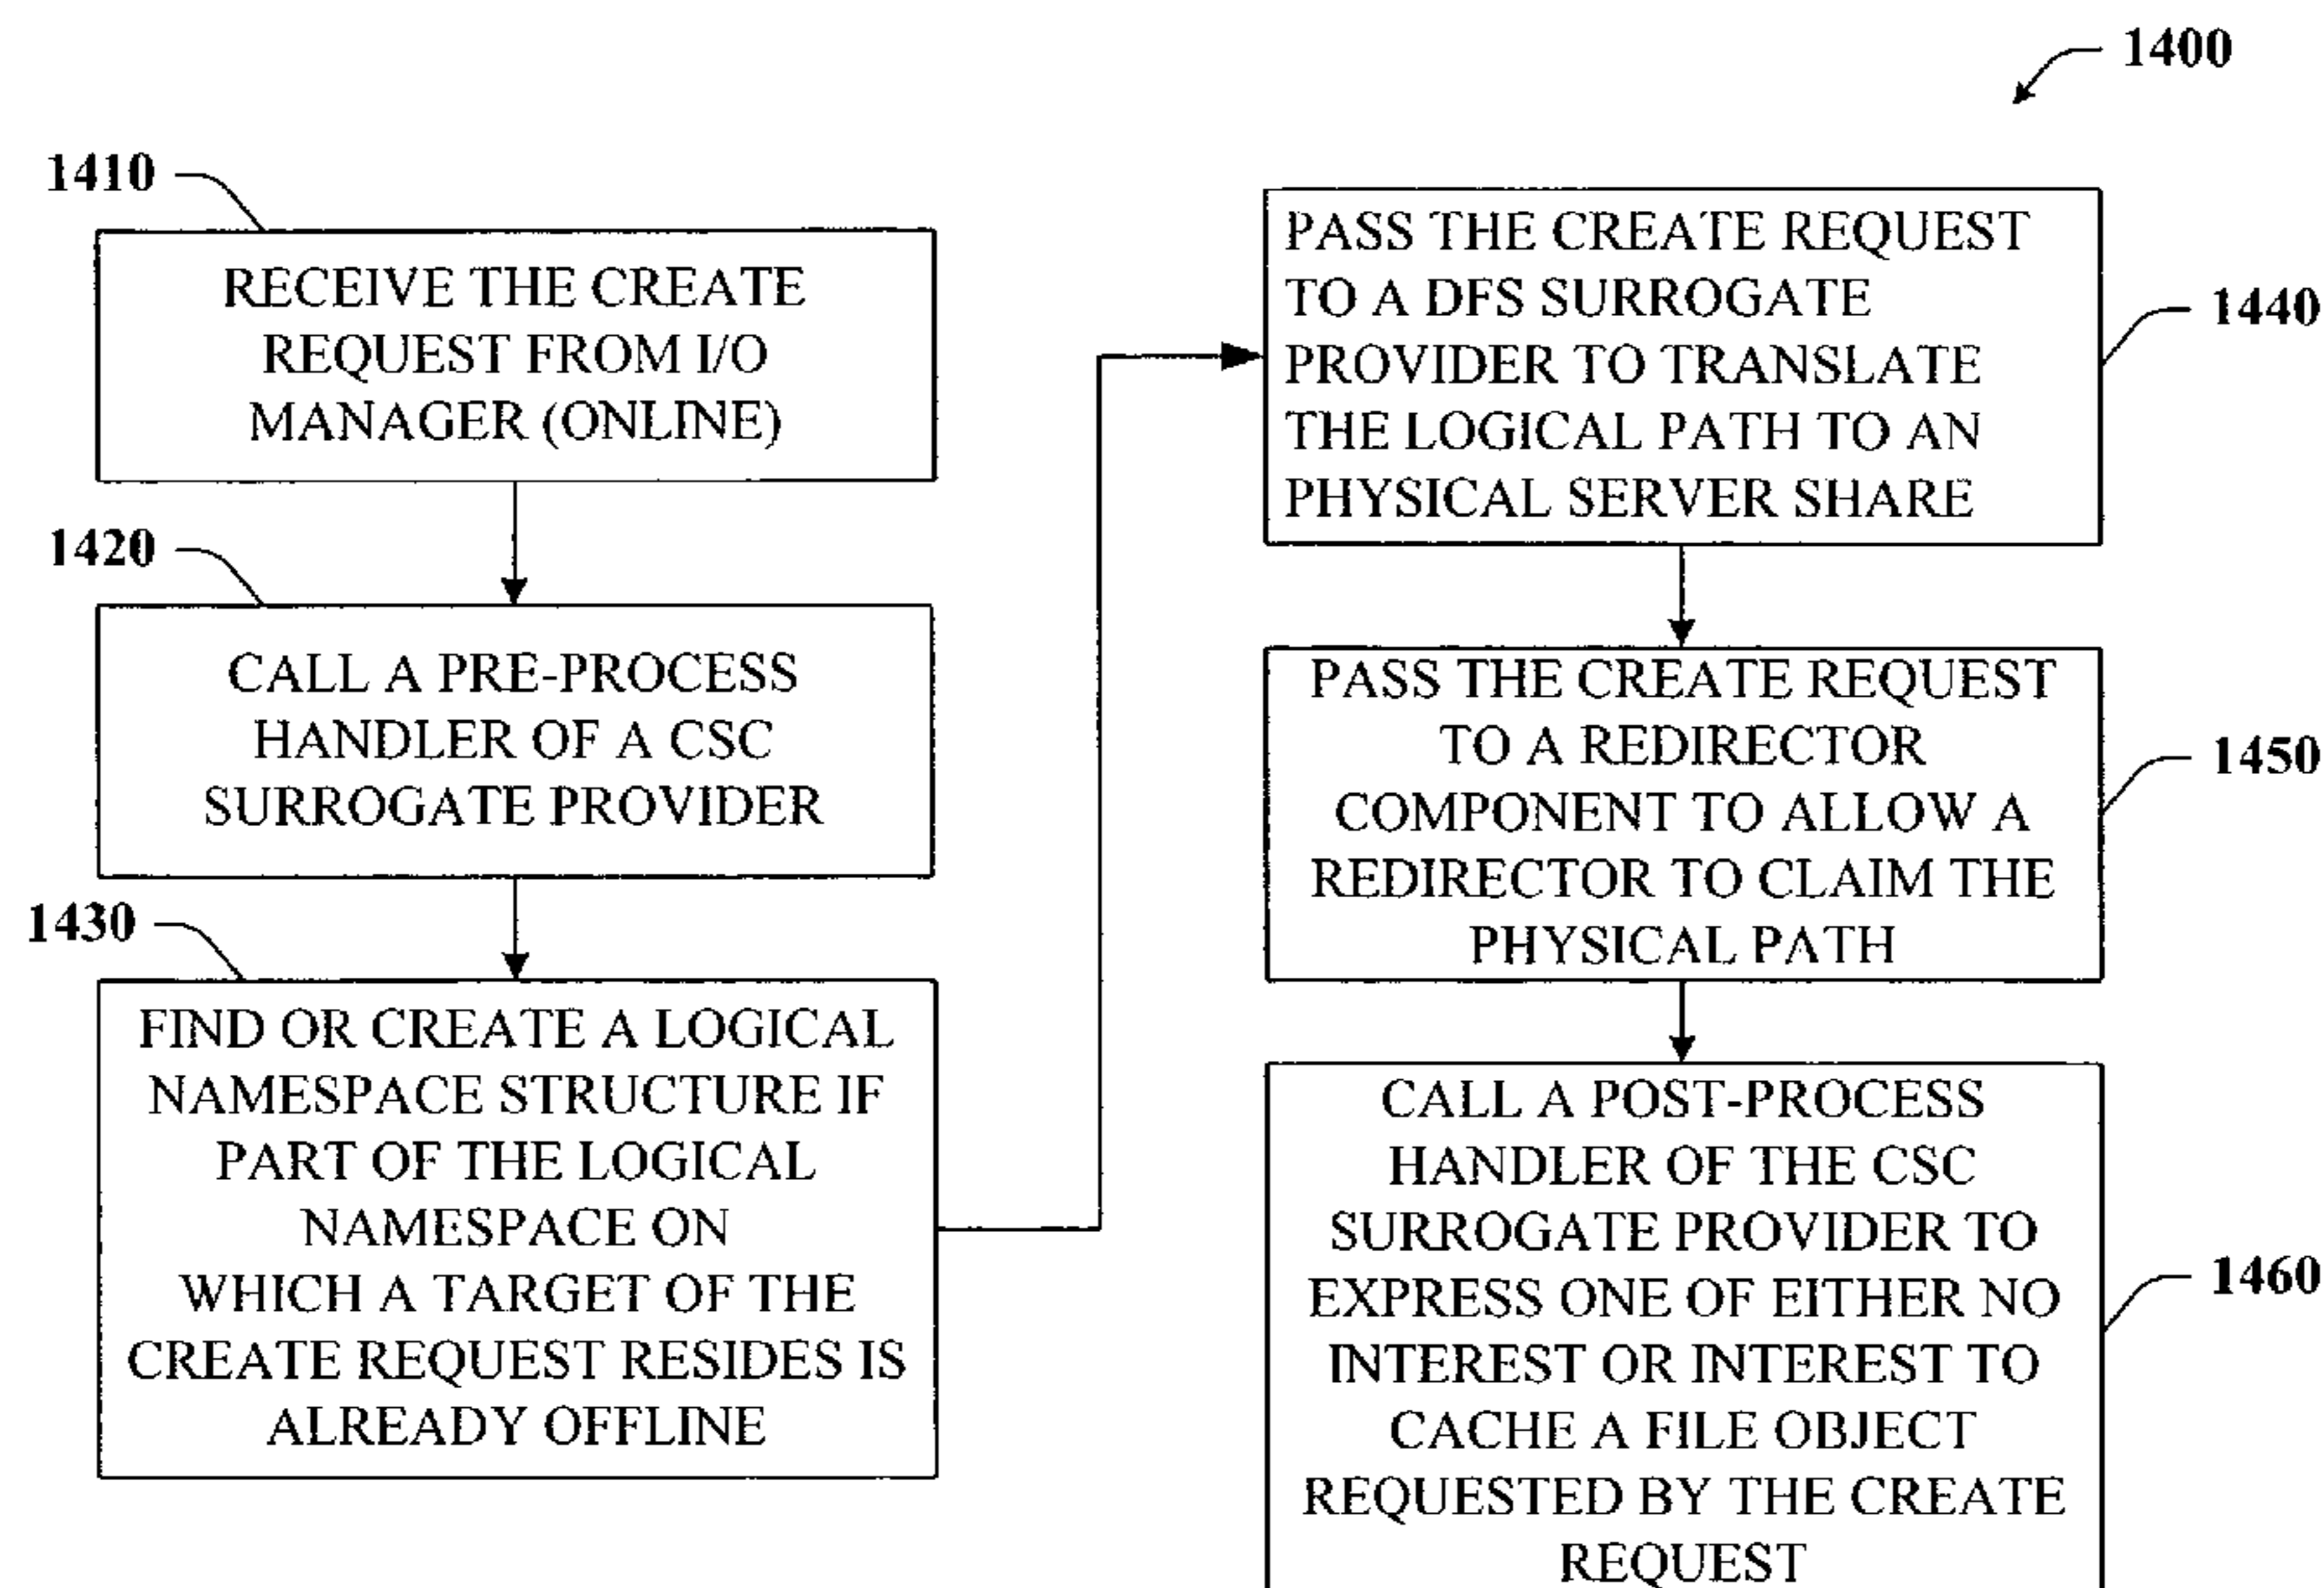 1400
1410
RECEIVE THE CREATE
REQUEST FROM I/O
MANAGER (ONLINE)
1420
CALL A PRE-PROCESS
HANDLER OF A CSC
SURROGATE PROVIDER
1430
FIND OR CREATE A LOGICAL
NAMESPACE STRUCTURE IF
PART OF THE LOGICAL
NAMESPACE ON
WHICH A TARGET OF THE
CREATE REQUEST RESIDES IS
ALREADY OFFLINE
PASS THE CREATE REQUEST
TO A DFS SURROGATE
PROVIDER TO TRANSLATE
THE LOGICAL PATH TO AN
PHYSICAL SERVER SHARE
1440
PASS THE CREATE REQUEST
TO A REDIRECTOR
COMPONENT TO ALLOW A
REDIRECTOR TO CLAIM THE
PHYSICAL PATH
1450
CALL A POST-PROCESS
HANDLER OF THE CSC
SURROGATE PROVIDER TO
EXPRESS ONE OF EITHER NO
INTEREST OR INTEREST TO
CACHE A FILE OBJECT
REQUESTED BY THE CREATE
REQUEST
1460